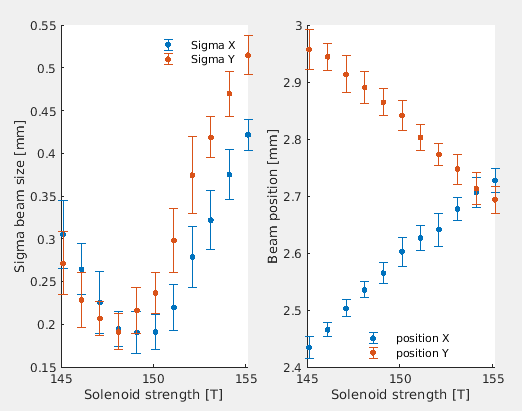 0.55
0.5
0.45
0.4
0.35
0.3
0.25
0.2
0.15
Sigma beam size [mm]
Sigma X
Sigma Y
145
150
155
Solenoid strength [T]
3
2.9
2.8
2.7
2.6
2.5
2.4
Beam position [mm]
position X
position Y
145
150
155
Solenoid strength [T]